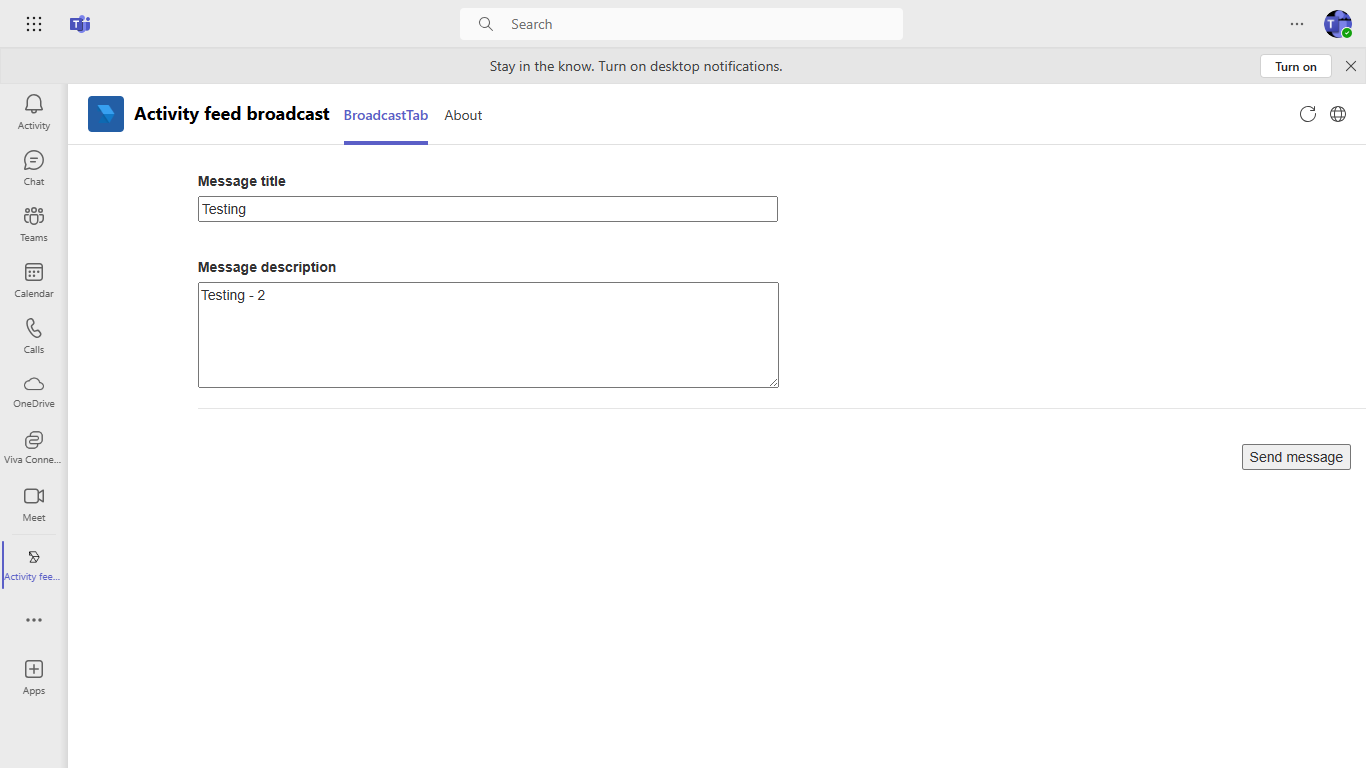 Search
Stay in the know. Turn on desktop notifications.
Turn on
Activity
Chat
Teams
Calendar
Calls
OneDrive
Viva Conne...
Meet
Activity fee...
Apps
Activity feed broadcast
BroadcastTab
About
Message title
Testing
Message description
Testing - 2
Send message